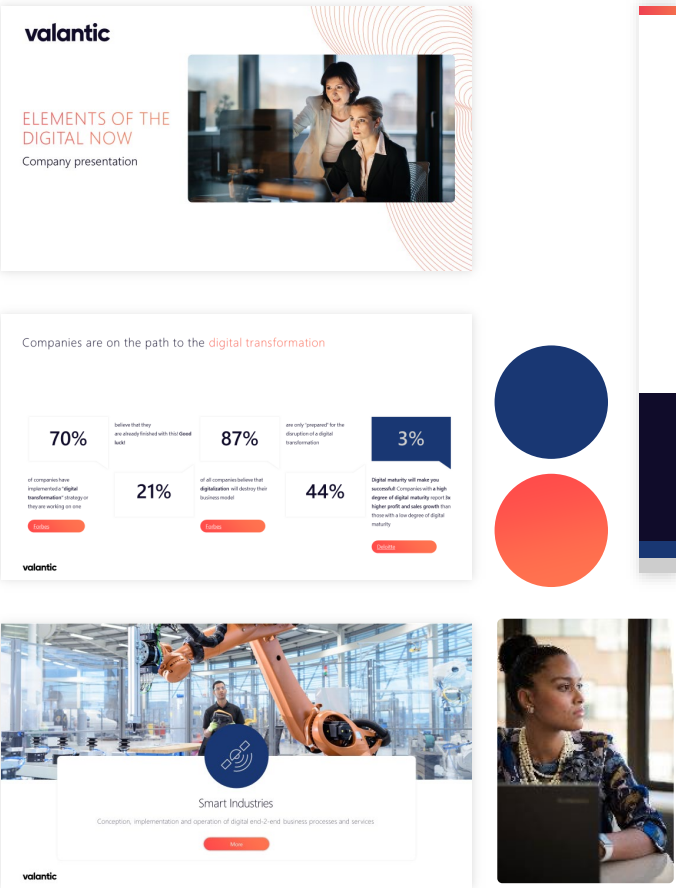 valantic
ELEMENTS OF THE
DIGITAL NOW
Company presentation
Companies are on the path to the digital transformation
70%
believe that they
are already finished with this! Good
luck!
87%
are only "prepared" for the
disruption of a digital
transformation
3%
of companies have
implemented a "digital
transformation" strategy or
they are working on one
21%
of all companies believe that
digitalization will destroy their
business model
44%
Digital maturity will make you
successful! Companies with a high
degree of digital maturity report 3x
higher profit and sales growth than
those with a low degree of digital
maturity
Forbes
Forbes
Deloitte
valantic
Smart Industries
Conception, implementation and operation of digital end-2-end business processes and services
More
valantic